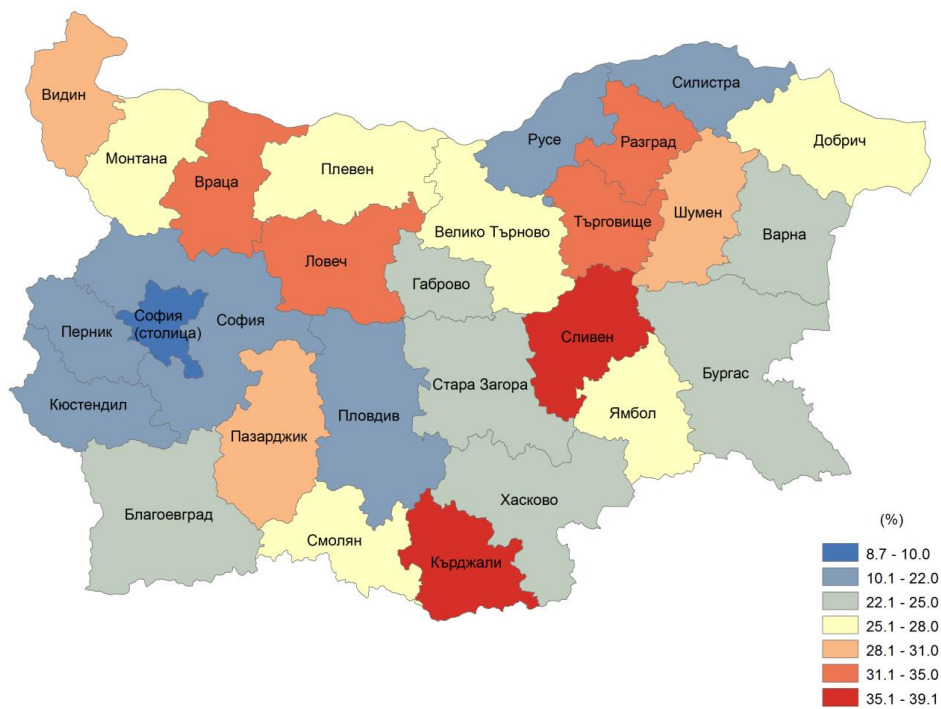 Силистра
Видин
Русе
Разград
Добрич
Монтана
Плевен
Враца
Шумен
Търговище
Велико Търново
Варна
Ловеч
Габрово
София
(столица)
София
Перник
Сливен
Бургас
Стара Загора
Кюстендил
Пловдив
Ямбол
Пазарджик
Хасково
Благоевград
Смолян
Кърджали
(%)
8.7 - 10.0
10.1 - 22.0
22.1 - 25.0
25.1 - 28.0
28.1 - 31.0
31.1 - 35.0
35.1 - 39.1